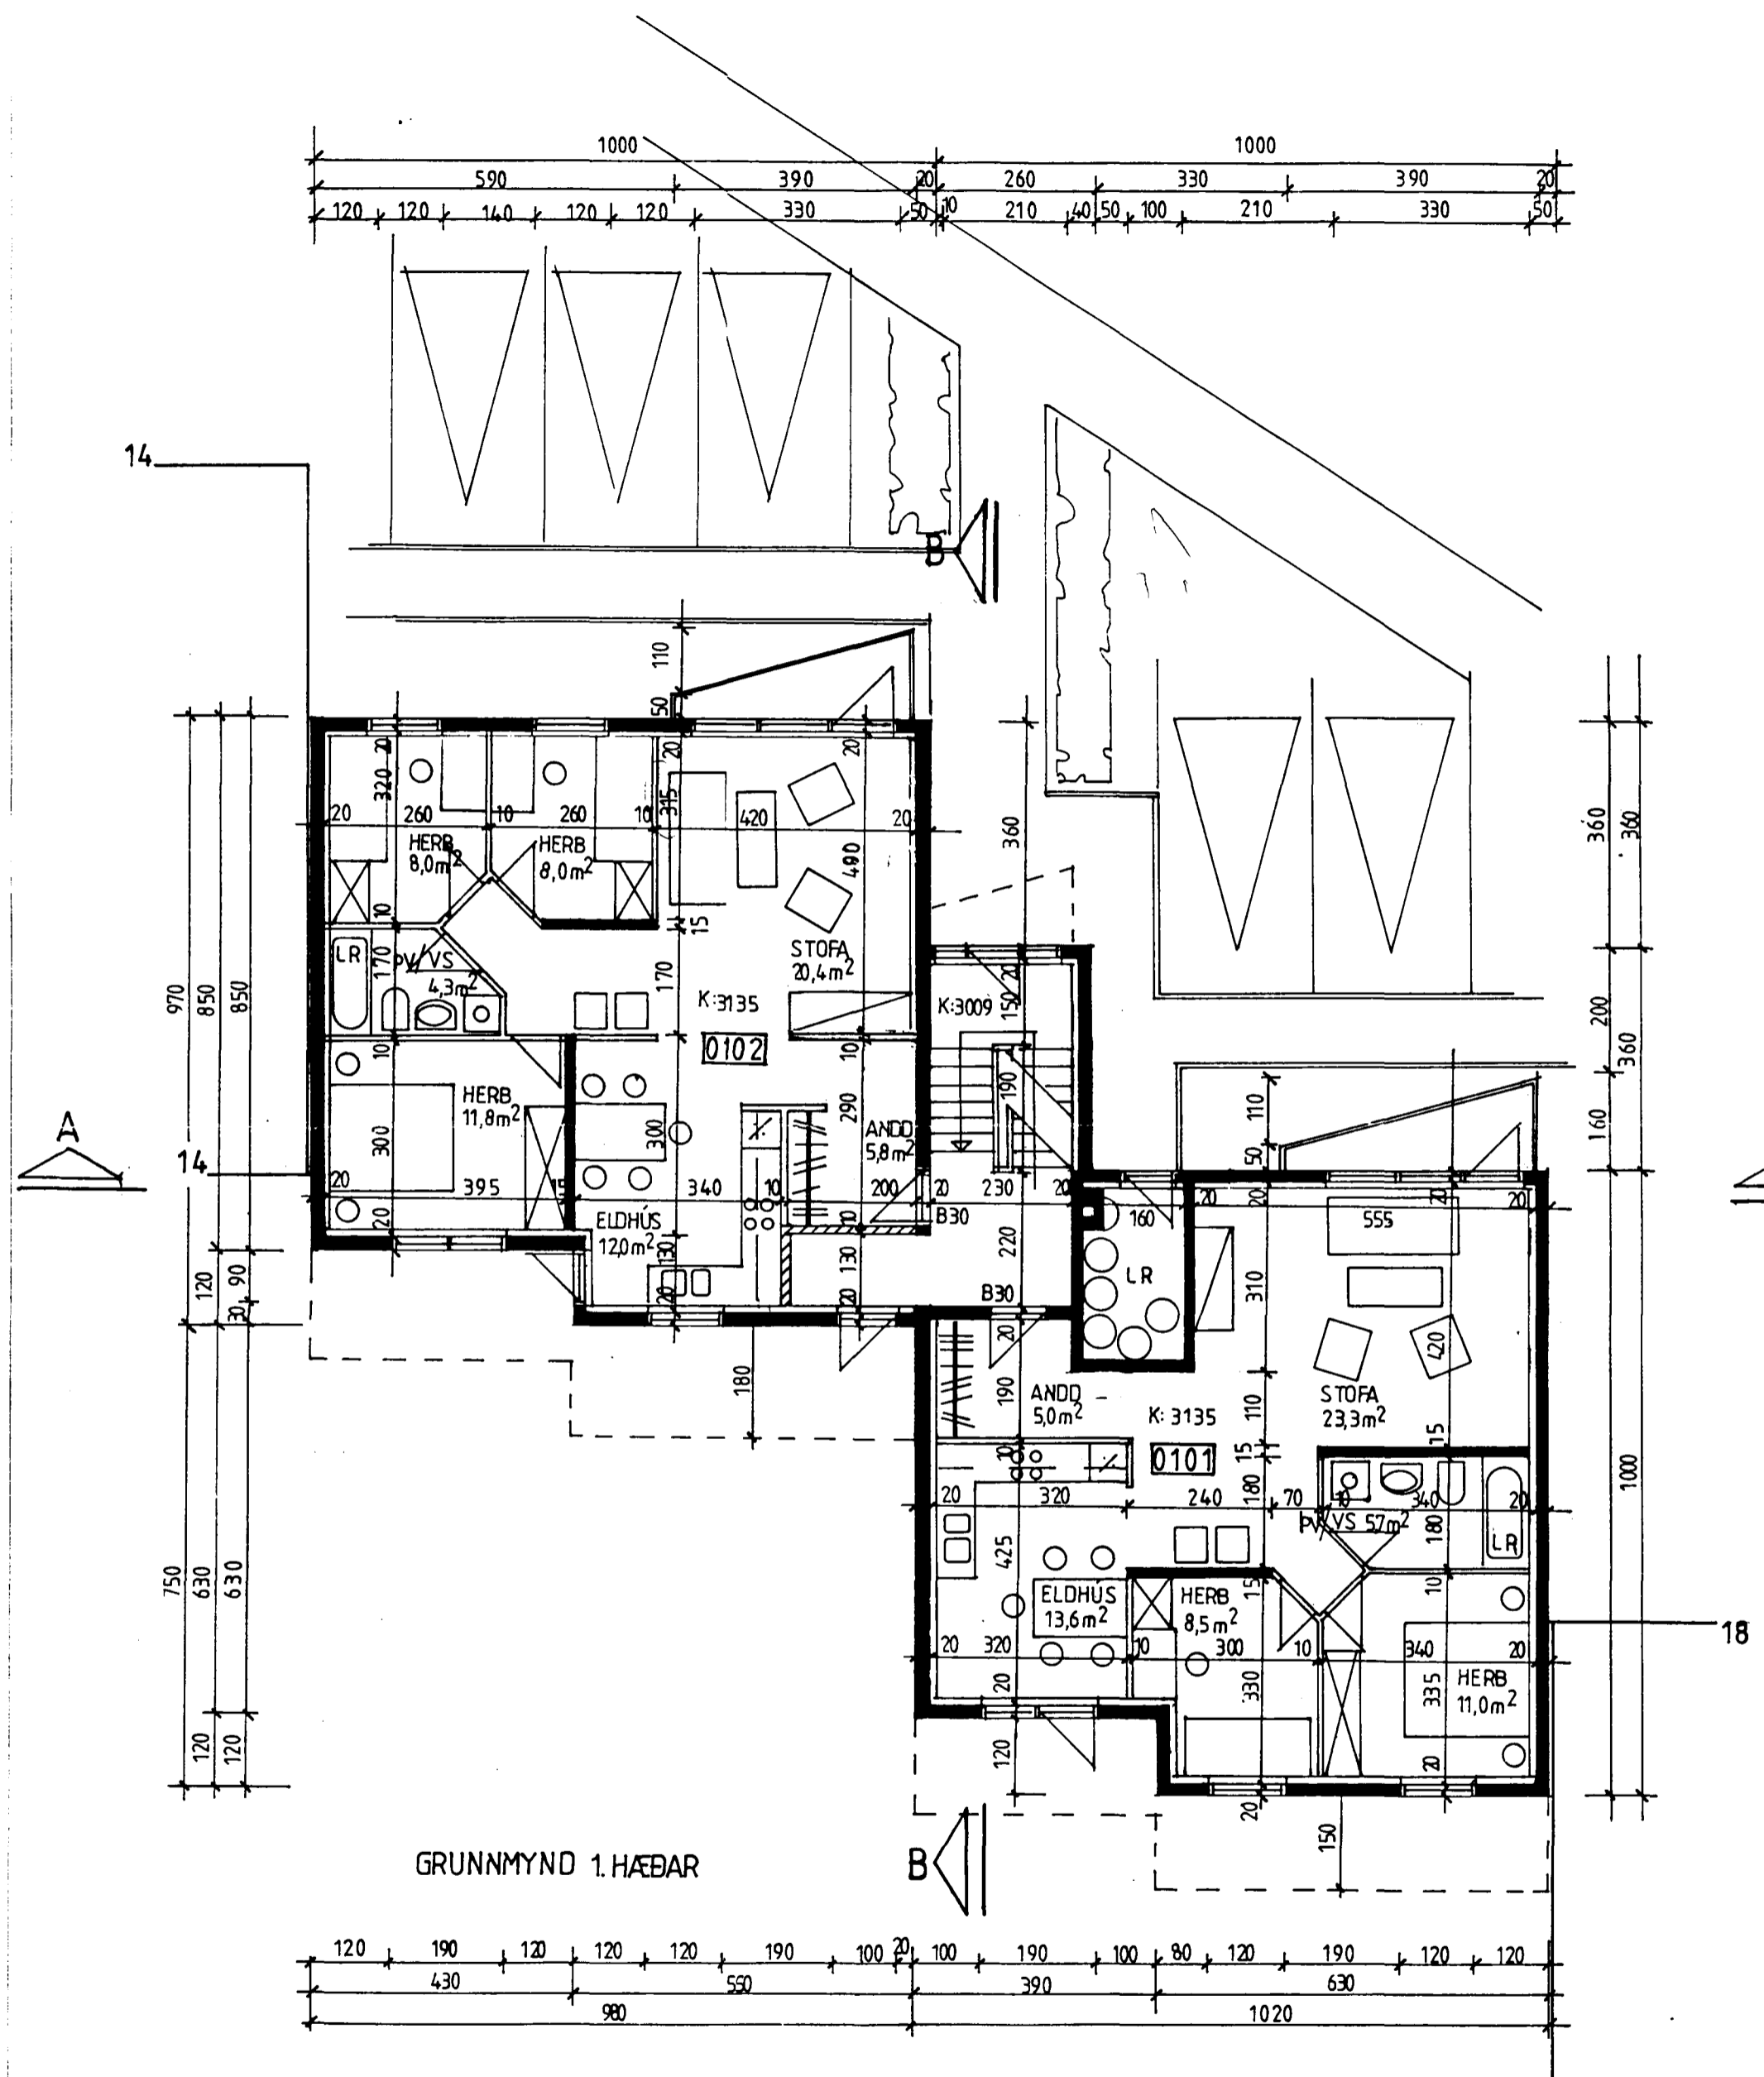 1000 1000
590 390 20 260 330 390 20
120 120 140 120 120 330 50 10 210 40 50 100 210 330 50
14
B
110
50
20 320 20 20
315
20 260 10 260 10 420 20
HERB
8,0m²
HERB
8,0m²
490
360
360 360
10 15
LR
170
PV/VS
4,3m²
170
STOFA
20,4m²
K:3135
0102
K:3009
20
150
190
970 850 850
200
360
160
A
14
10
HERB
11,8m²
300
300
10
290
ANDD
5,8m²
110
50
20 395 15 340 10 200 20 230 20
20
ELDHÚS
12,0m²
130
20
10
130
20
B30
220
B30
160
20 20 20 555 20
LR
310
420
120 90
30
180
20
190
ANDD
5,0m²
K: 3135
0101
110
15
STOFA
23,3m²
15
10
20 320 240 70 10 340 20
180
PV/VS 5,7m²
180
LR
425
1000
750 630 630
ELDHÚS
13,6m²
15
HERB
8,5m²
10
20 320 10 300 10 340 20
18
20
330
335
HERB
11,0m²
120 120
120
20
20
150
GRUNNMYND 1. HÆÐAR
B
120 190 120 120 120 190 100 20 100 190 100 80 120 190 120 120
430 550 390 630
980 1020